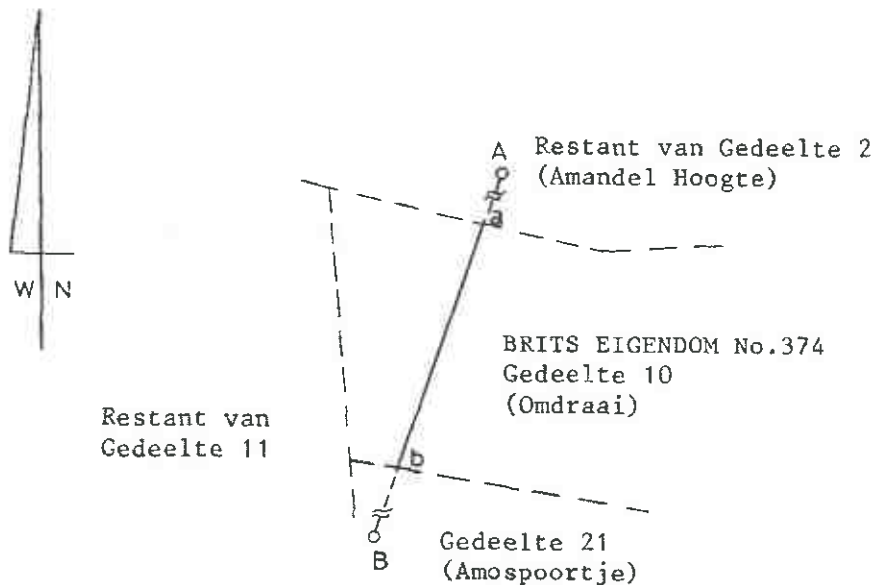 A
Restant van Gedeelte 2
(Amandel Hoogte)
a
W N
BRITS EIGENDOM No.374
Gedeelte 10
(Omdraai)
Restant van
Gedeelte 11
b
B
Gedeelte 21
(Amospoortje)